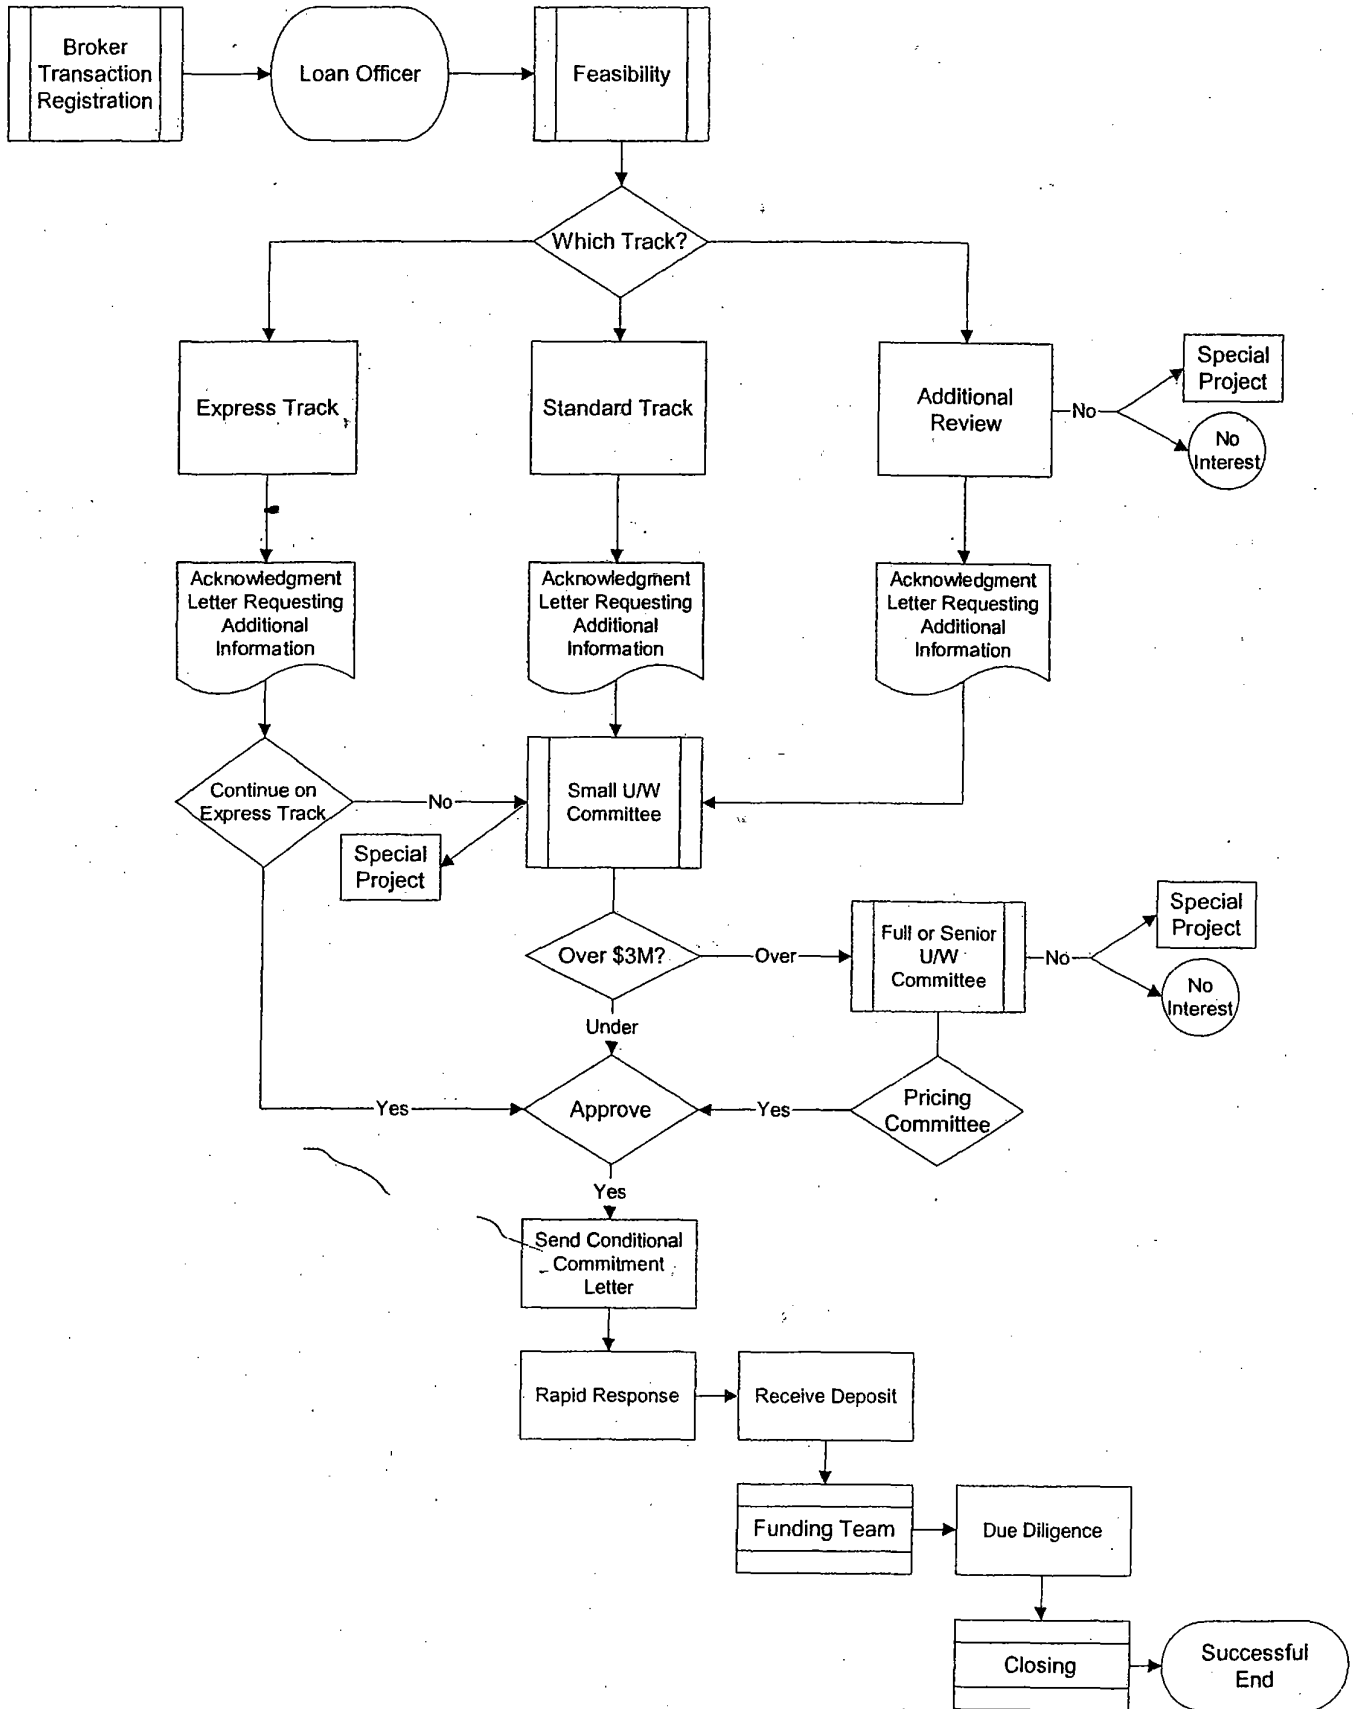 Broker
Transaction
Registration
Loan Officer
Feasibility
Which Track?
Express Track
Standard Track
Additional
Review
No
Special
Project
No
Interest
Acknowledgment
Letter Requesting
Additional
Information
Acknowledgment
Letter Requesting
Additional
Information
Acknowledgment
Letter Requesting
Additional
Information
Continue on
Express Track
No
Small U/W
Committee
Special
Project
Over $3M?
Over
Full or Senior
U/W
Committee
No
Special
Project
No
Interest
Under
Yes
Approve
Yes
Pricing
Committee
Yes
Send Conditional
Commitment
Letter
Rapid Response
Receive Deposit
Funding Team
Due Diligence
Closing
Successful
End